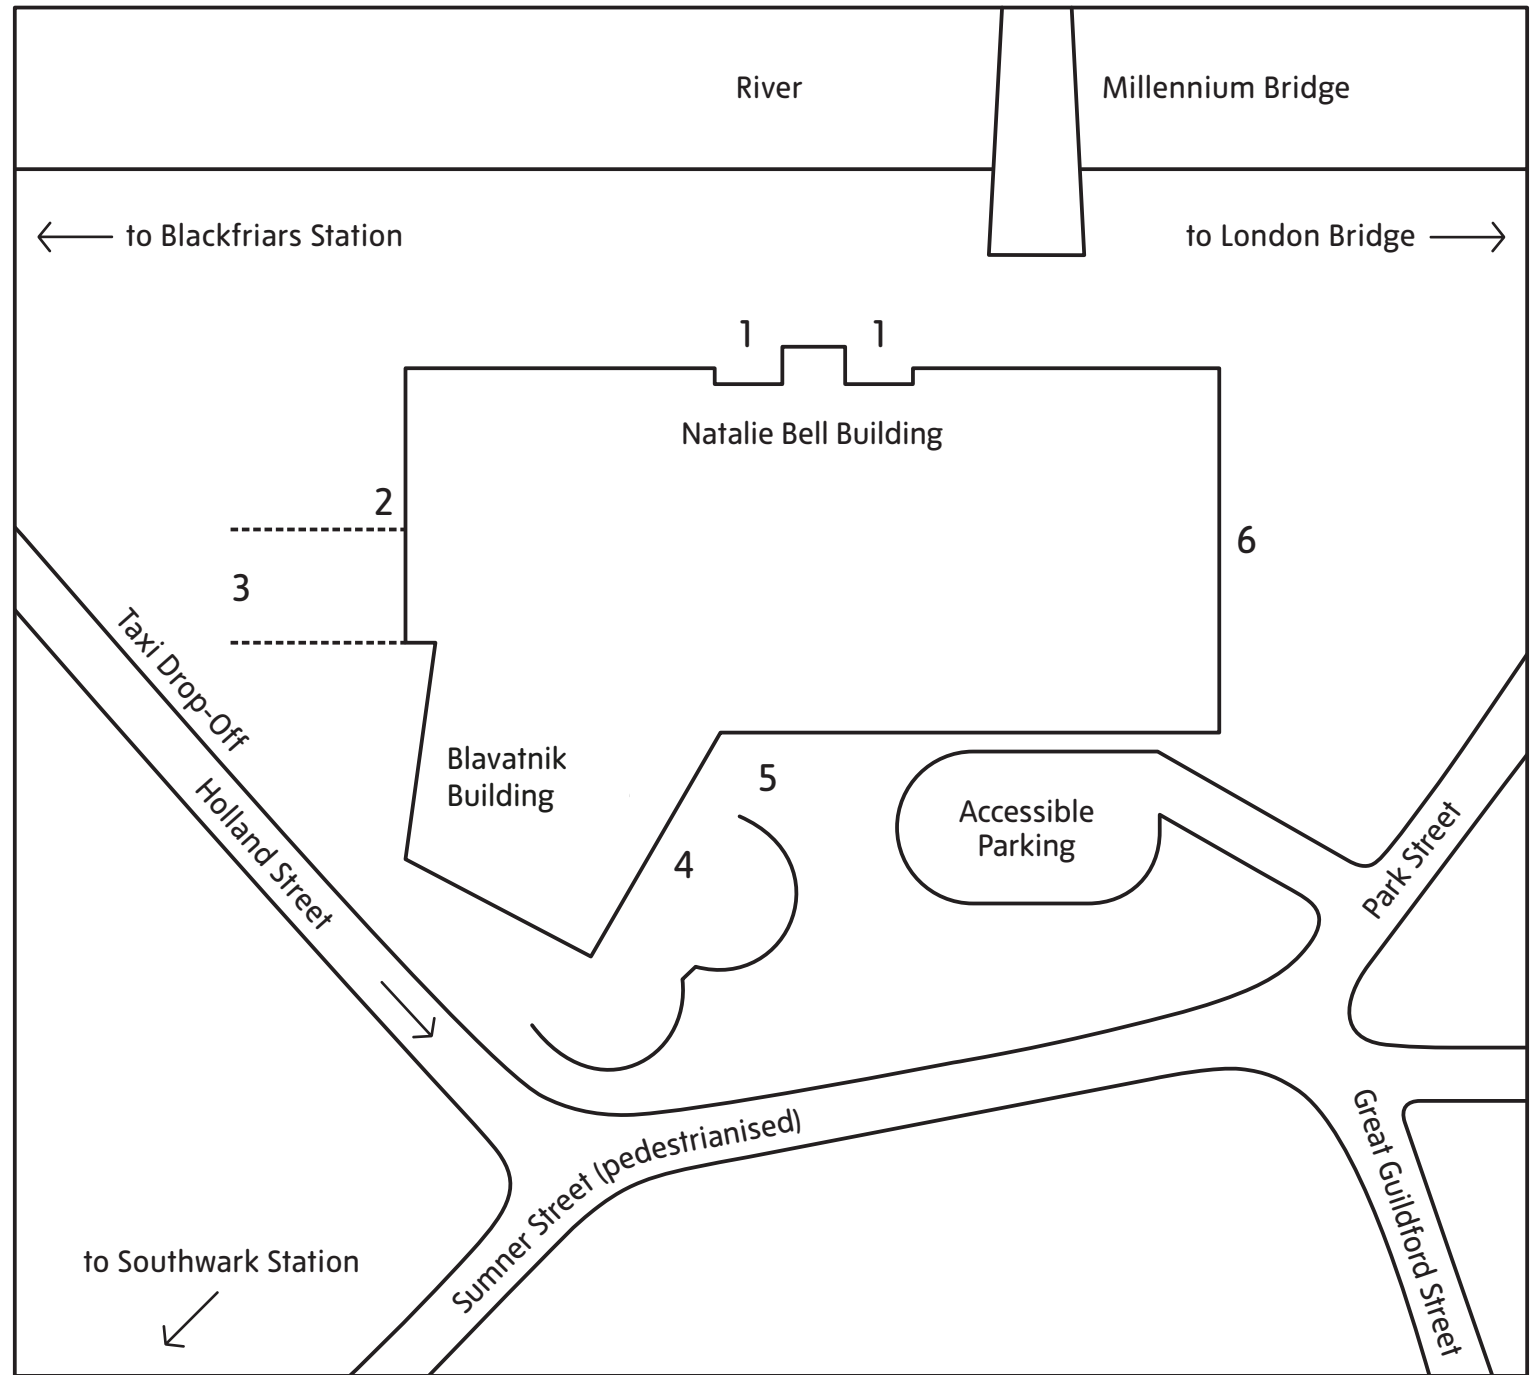 River
Millennium Bridge
to Blackfriars Station
to London Bridge
1
1
Natalie Bell Building
2
6
3
Taxi Drop-Off
Blavatnik
Building
5
Holland Street
4
Accessible
Parking
Park Street
Sumner Street (pedestrianised)
Great Guildford Street
to Southwark Station